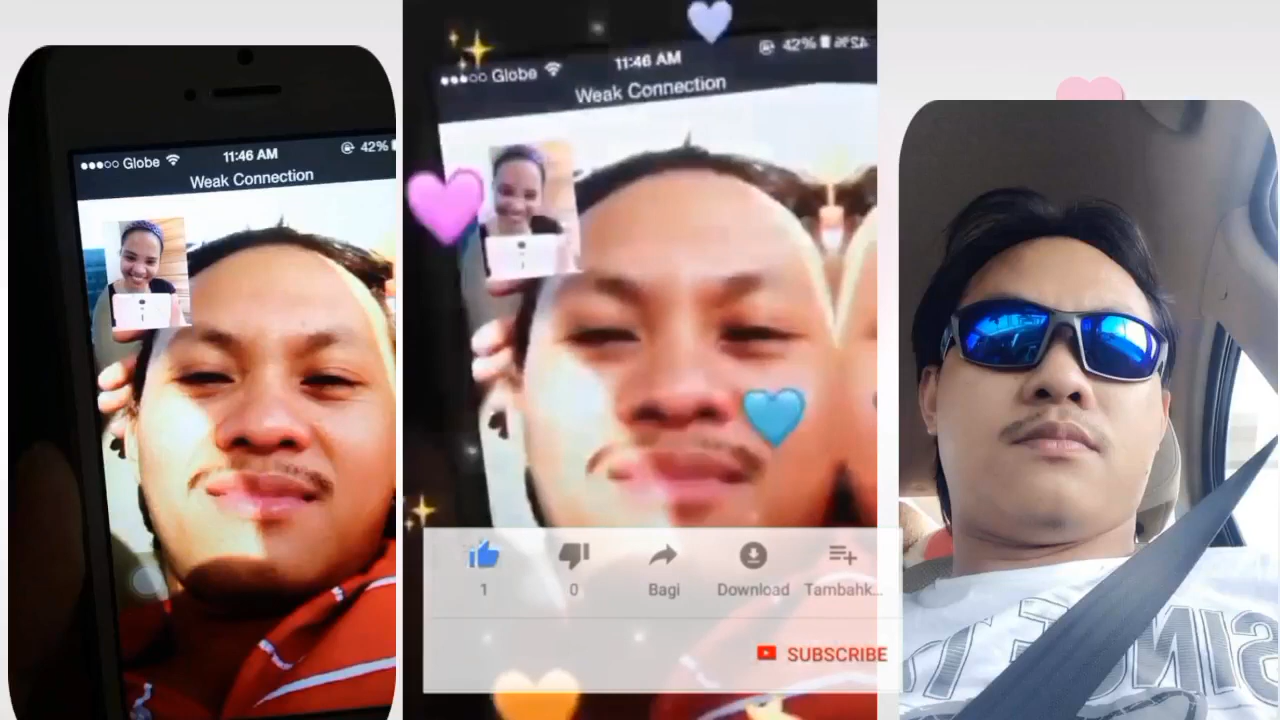 Globe 11:46 AM 42%
Weak Connection
Globe 11:46 AM 42%
Weak Connection
1 0 Bagi Download Tambahk...
SUBSCRIBE